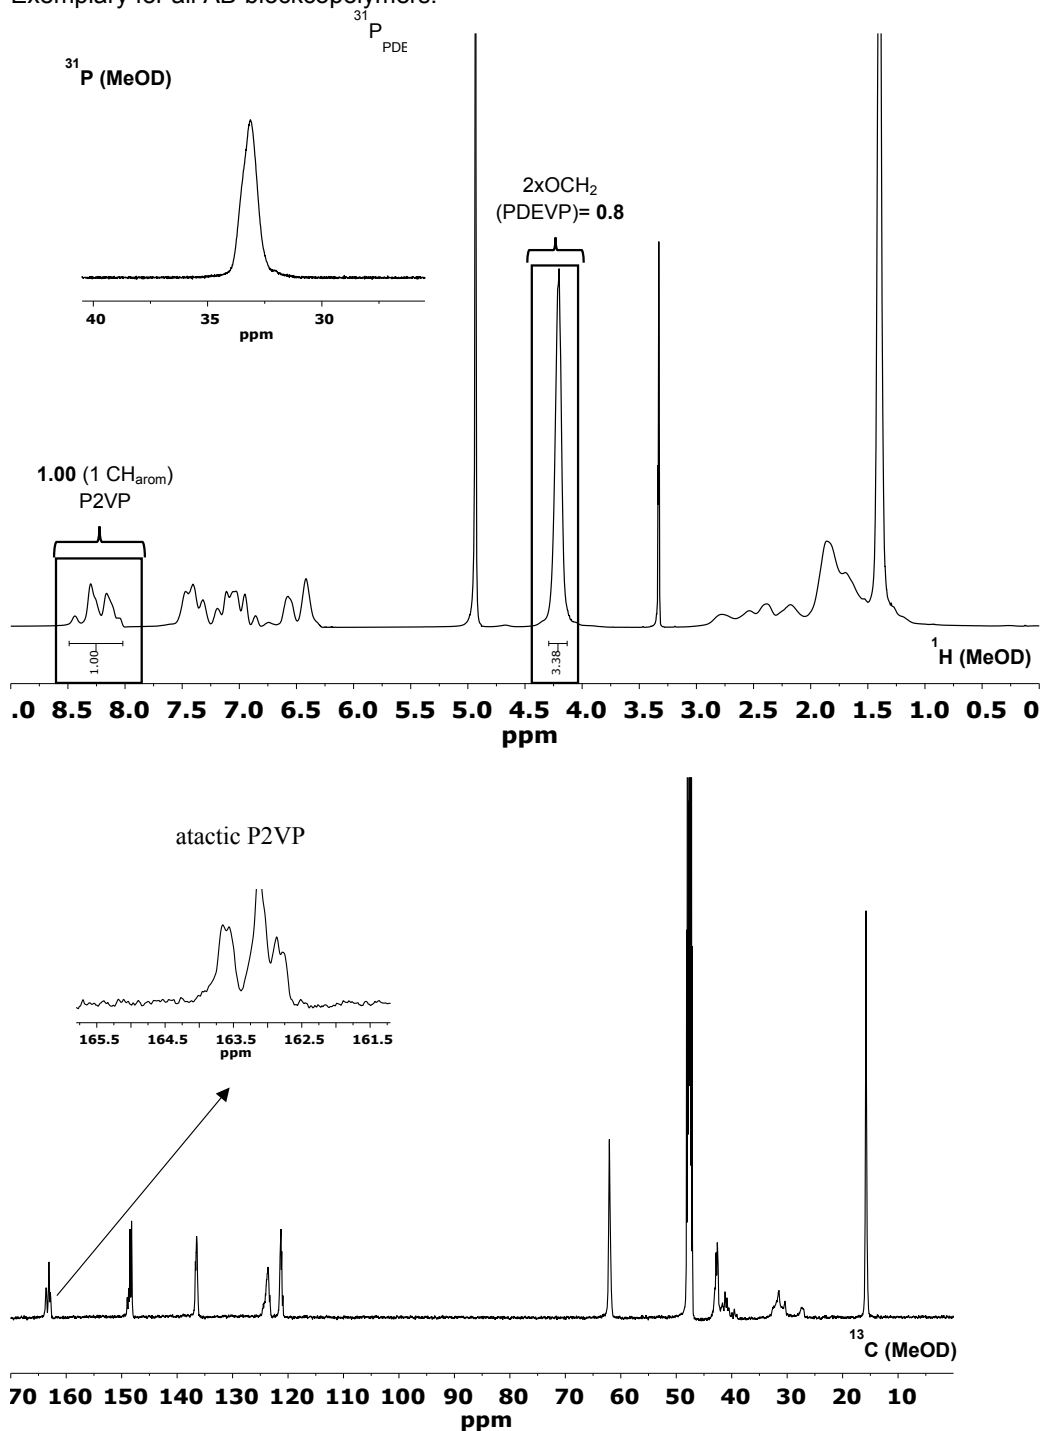 Exemplary for all AB blockcopolymers:
31P PDE
31P (MeOD)
40 35 30
ppm
2xOCH2
(PDEVP)= 0.8
1.00 (1 CHarom)
P2VP
1.00
3.38
1H (MeOD)
.0 8.5 8.0 7.5 7.0 6.5 6.0 5.5 5.0 4.5 4.0 3.5 3.0 2.5 2.0 1.5 1.0 0.5 0
ppm
atactic P2VP
165.5 164.5 163.5 162.5 161.5
ppm
13C (MeOD)
70 160 150 140 130 120 110 100 90 80 70 60 50 40 30 20 10
ppm